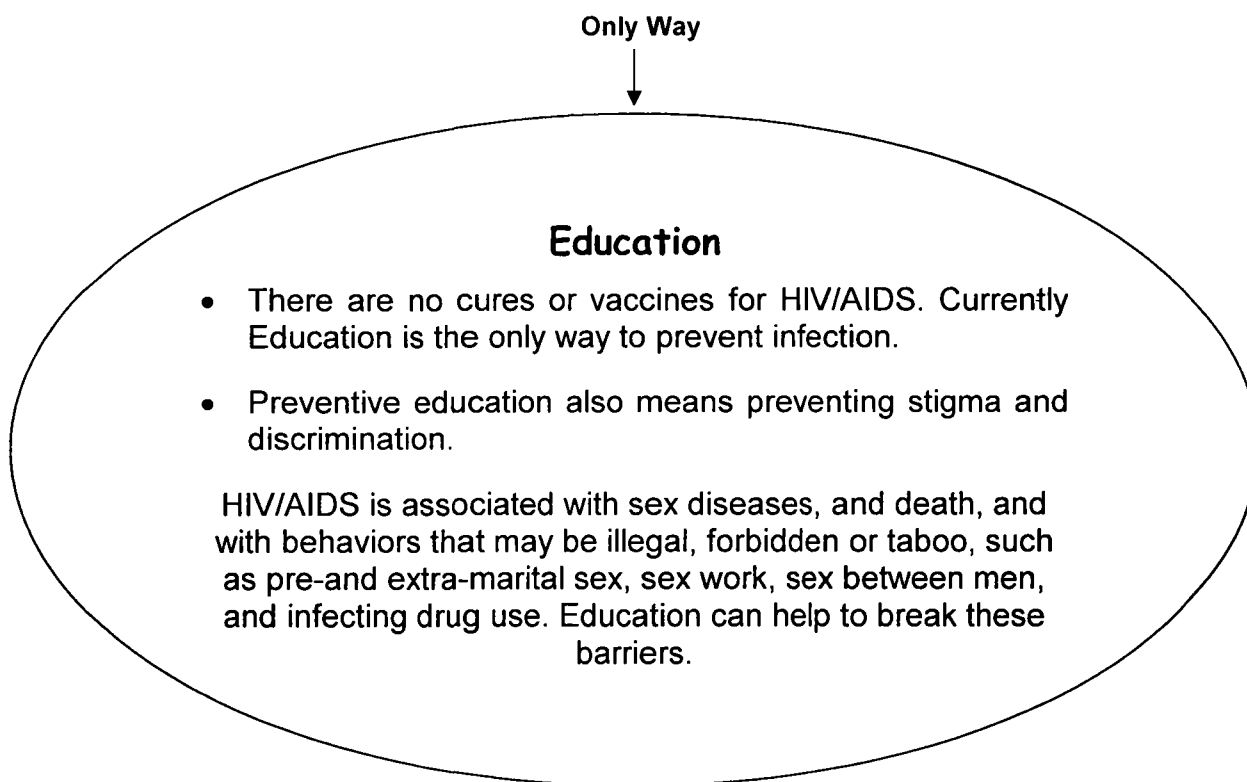 Only Way
Education
• There are no cures or vaccines for HIV/AIDS. Currently
Education is the only way to prevent infection.
• Preventive education also means preventing stigma and
discrimination.
HIV/AIDS is associated with sex diseases, and death, and
with behaviors that may be illegal, forbidden or taboo, such
as pre-and extra-marital sex, sex work, sex between men,
and infecting drug use. Education can help to break these
barriers.